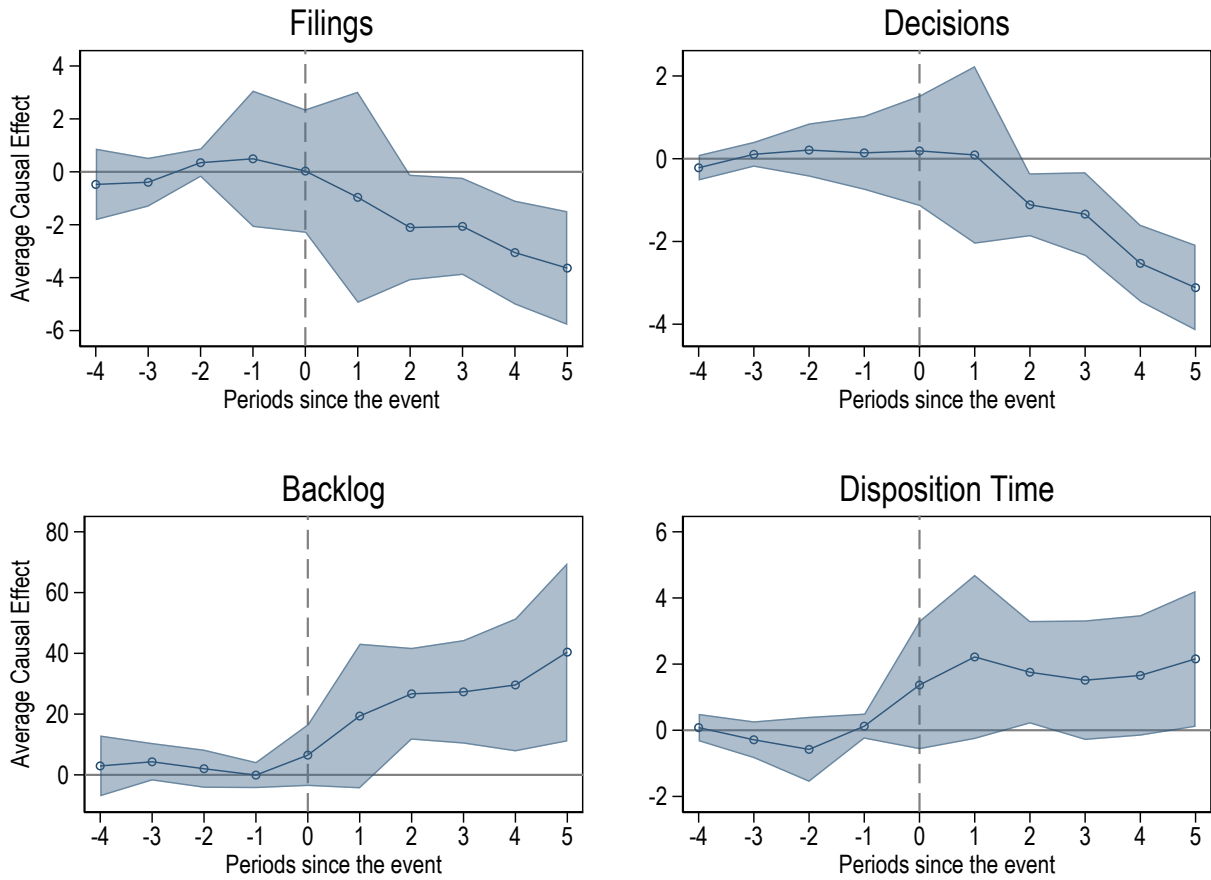 Filings
Average Causal Effect
4
2
0
-2
-4
-6
-4 -3 -2 -1 0 1 2 3 4 5
Periods since the event
Decisions
2
0
-2
-4
-4 -3 -2 -1 0 1 2 3 4 5
Periods since the event
Backlog
Average Causal Effect
80
60
40
20
0
-4 -3 -2 -1 0 1 2 3 4 5
Periods since the event
Disposition Time
6
4
2
0
-2
-4 -3 -2 -1 0 1 2 3 4 5
Periods since the event